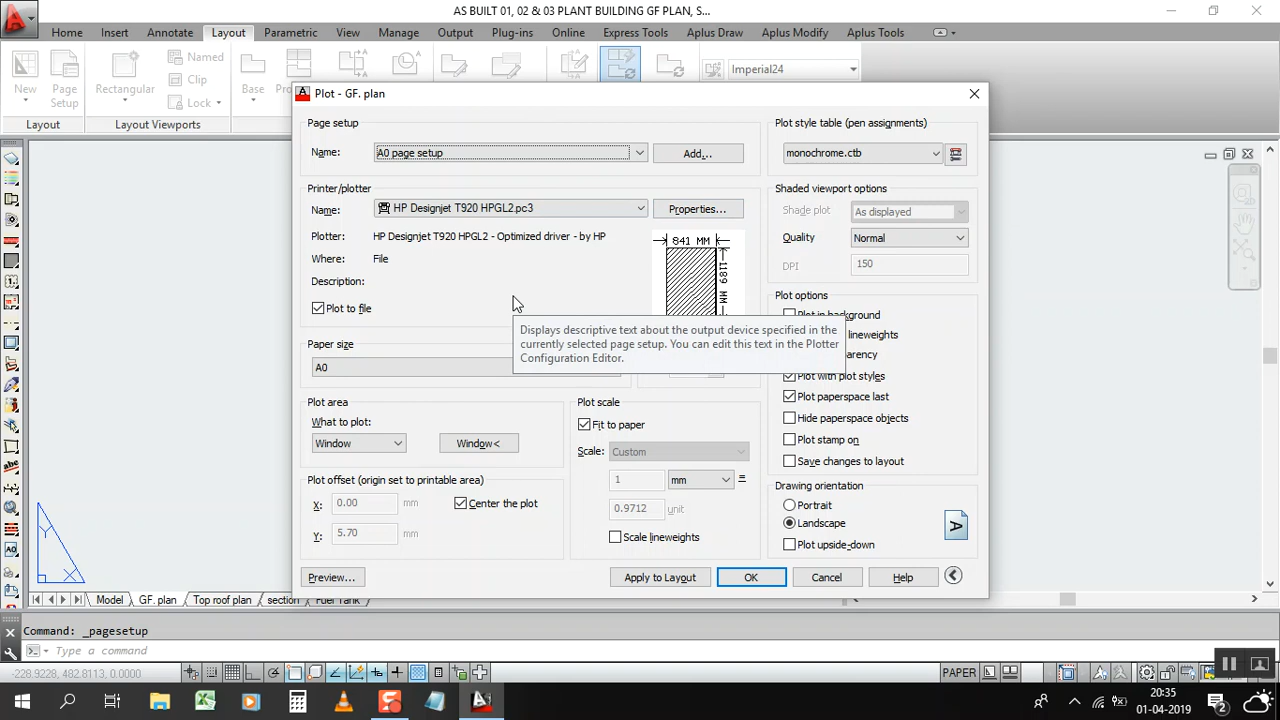 AS BUILT 01, 02 & 03 PLANT BUILDING GF PLAN, S...
Home Insert Annotate Layout Parametric View Manage Output Plug-ins Online Express Tools Aplus Draw Aplus Modify Aplus Tools
New Page Setup Rectangular Named Clip Lock Base Imperial24
Layout Layout Viewports
Plot - GF. plan
Page setup
Name: A0 page setup Add...
Plot style table (pen assignments)
monochrome.ctb
Printer/plotter
Name: HP Designjet T920 HPGL2.pc3 Properties...
Plotter: HP Designjet T920 HPGL2 - Optimized driver - by HP
Where: File
Description:
Plot to file
841 MM
1189 MM
Shaded viewport options
Shade plot As displayed
Quality Normal
DPI 150
Displays descriptive text about the output device specified in the
currently selected page setup. You can edit this text in the Plotter
Configuration Editor.
Paper size
A0
Plot options
Plot in background
lineweights
Plot with plot styles
Plot paperspace last
Hide paperspace objects
Plot stamp on
Save changes to layout
Plot area
What to plot:
Window Window<
Plot scale
Fit to paper
Scale: Custom
1 mm =
0.9712 unit
Scale lineweights
Plot offset (origin set to printable area)
X: 0.00 mm Center the plot
Y: 5.70 mm
Drawing orientation
Portrait
Landscape
Plot upside-down
A
Preview... Apply to Layout OK Cancel Help
Y
X
Model GF. plan Top roof plan section Fuel Tank
Command: _pagesetup
Type a command
-228.9228, 482.8113, 0.0000 PAPER
20:35
01-04-2019
2